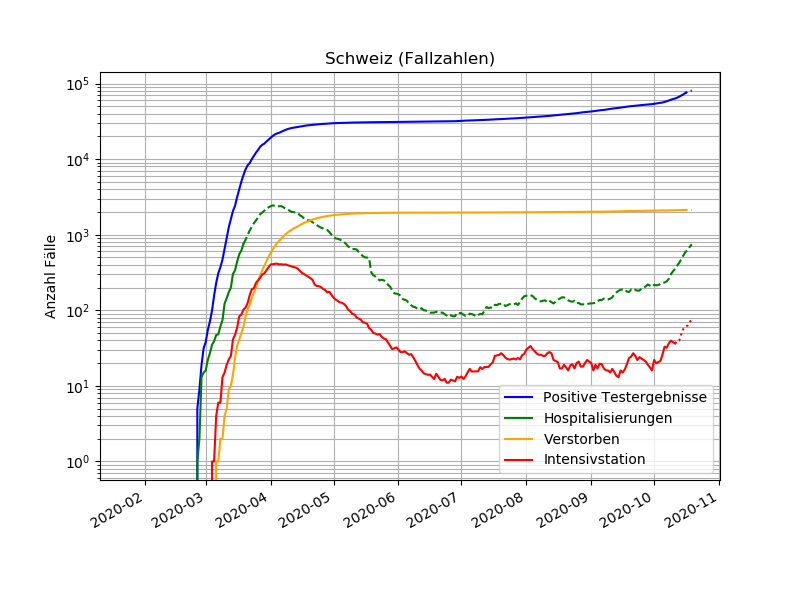 Schweiz (Fallzahlen)
Anzahl Fälle
10^5
10^4
10^3
10^2
10^1
10^0
Positive Testergebnisse
Hospitalisierungen
Verstorben
Intensivstation
2020-02
2020-03
2020-04
2020-05
2020-06
2020-07
2020-08
2020-09
2020-10
2020-11